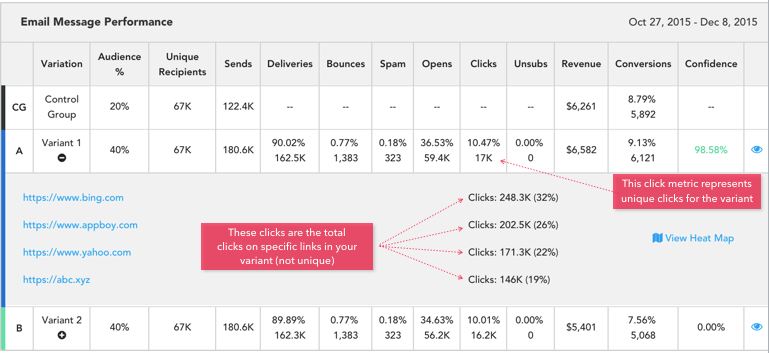 Email Message Performance Oct 27, 2015 - Dec 8, 2015
Variation Audience % Unique Recipients Sends Deliveries Bounces Spam Opens Clicks Unsubs Revenue Conversions Confidence
CG Control Group 20% 67K 122.4K -- -- -- -- -- -- $6,261 8.79% 5,892 --
A Variant 1 40% 67K 180.6K 90.02% 162.5K 0.77% 1,383 0.18% 323 36.53% 59.4K 10.47% 17K 0.00% 0 $6,582 9.13% 6,121 98.58%
This click metric represents
unique clicks for the variant
https://www.bing.com Clicks: 248.3K (32%)
https://www.appboy.com Clicks: 202.5K (26%)
https://www.yahoo.com Clicks: 171.3K (22%)
https://abc.xyz Clicks: 146K (19%)
These clicks are the total
clicks on specific links in your
variant (not unique)
View Heat Map
B Variant 2 40% 67K 180.6K 89.89% 162.3K 0.77% 1,383 0.18% 323 34.63% 56.2K 10.01% 16.2K 0.00% 0 $5,401 7.56% 5,068 0.00%